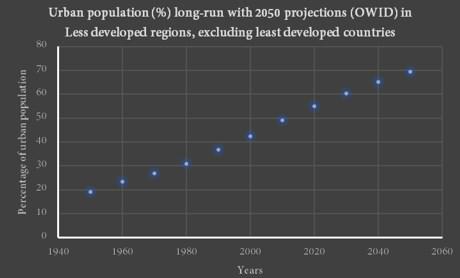 Urban population (%) long-run with 2050 projections (OWID) in
Less developed regions, excluding least developed countries
80
70
60
50
40
30
20
10
0
Percentage of urban population
1940 1960 1980 2000 2020 2040 2060
Years